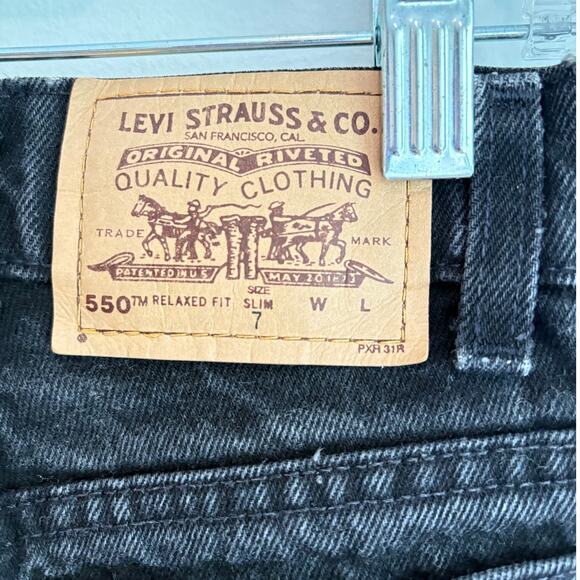 LEVI STRAUSS & CO.
SAN FRANCISCO, CAL.
ORIGINAL RIVETED
QUALITY CLOTHING
TRADE MARK
PATENTED IN U.S. MAY 20 1873
SIZE
550™ RELAXED FIT SLIM W L
7
PXR 31R